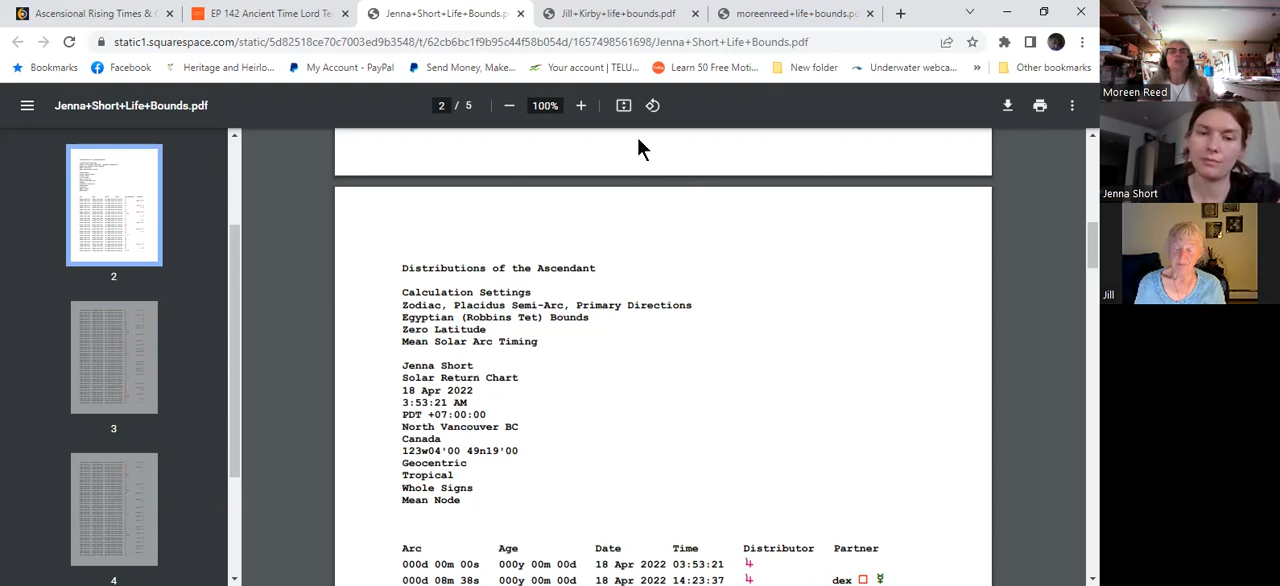 Ascensional Rising Times & C
EP 142 Ancient Time Lord Te
Jenna+Short+Life+Bounds.p
Jill+Kirby+life+bounds.pdf
moreenreed+life+bounds.pd
static1.squarespace.com/static/5d82518ce70c7003ed9b3548/t/62cb6bc1f9b95c44f58b054d/1657498561698/Jenna+Short+Life+Bounds.pdf
Bookmarks
Facebook
Heritage and Heirlo...
My Account - PayPal
Send Money, Make...
Your account | TELU...
Learn 50 Free Moti...
New folder
Underwater webca...
»
Other bookmarks
Jenna+Short+Life+Bounds.pdf
2 / 5
100%
2
3
4
Distributions of the Ascendant
Calculation Settings
Zodiac, Placidus Semi-Arc, Primary Directions
Egyptian (Robbins Tet) Bounds
Zero Latitude
Mean Solar Arc Timing
Jenna Short
Solar Return Chart
18 Apr 2022
3:53:21 AM
PDT +07:00:00
North Vancouver BC
Canada
123w04'00 49n19'00
Geocentric
Tropical
Whole Signs
Mean Node
Arc Age Date Time Distributor Partner
000d 00m 00s 000y 00m 00d 18 Apr 2022 03:53:21 ♃
000d 08m 38s 000y 00m 00d 18 Apr 2022 14:23:37 ♃ dex □ ☿
Moreen Reed
Jenna Short
Jill